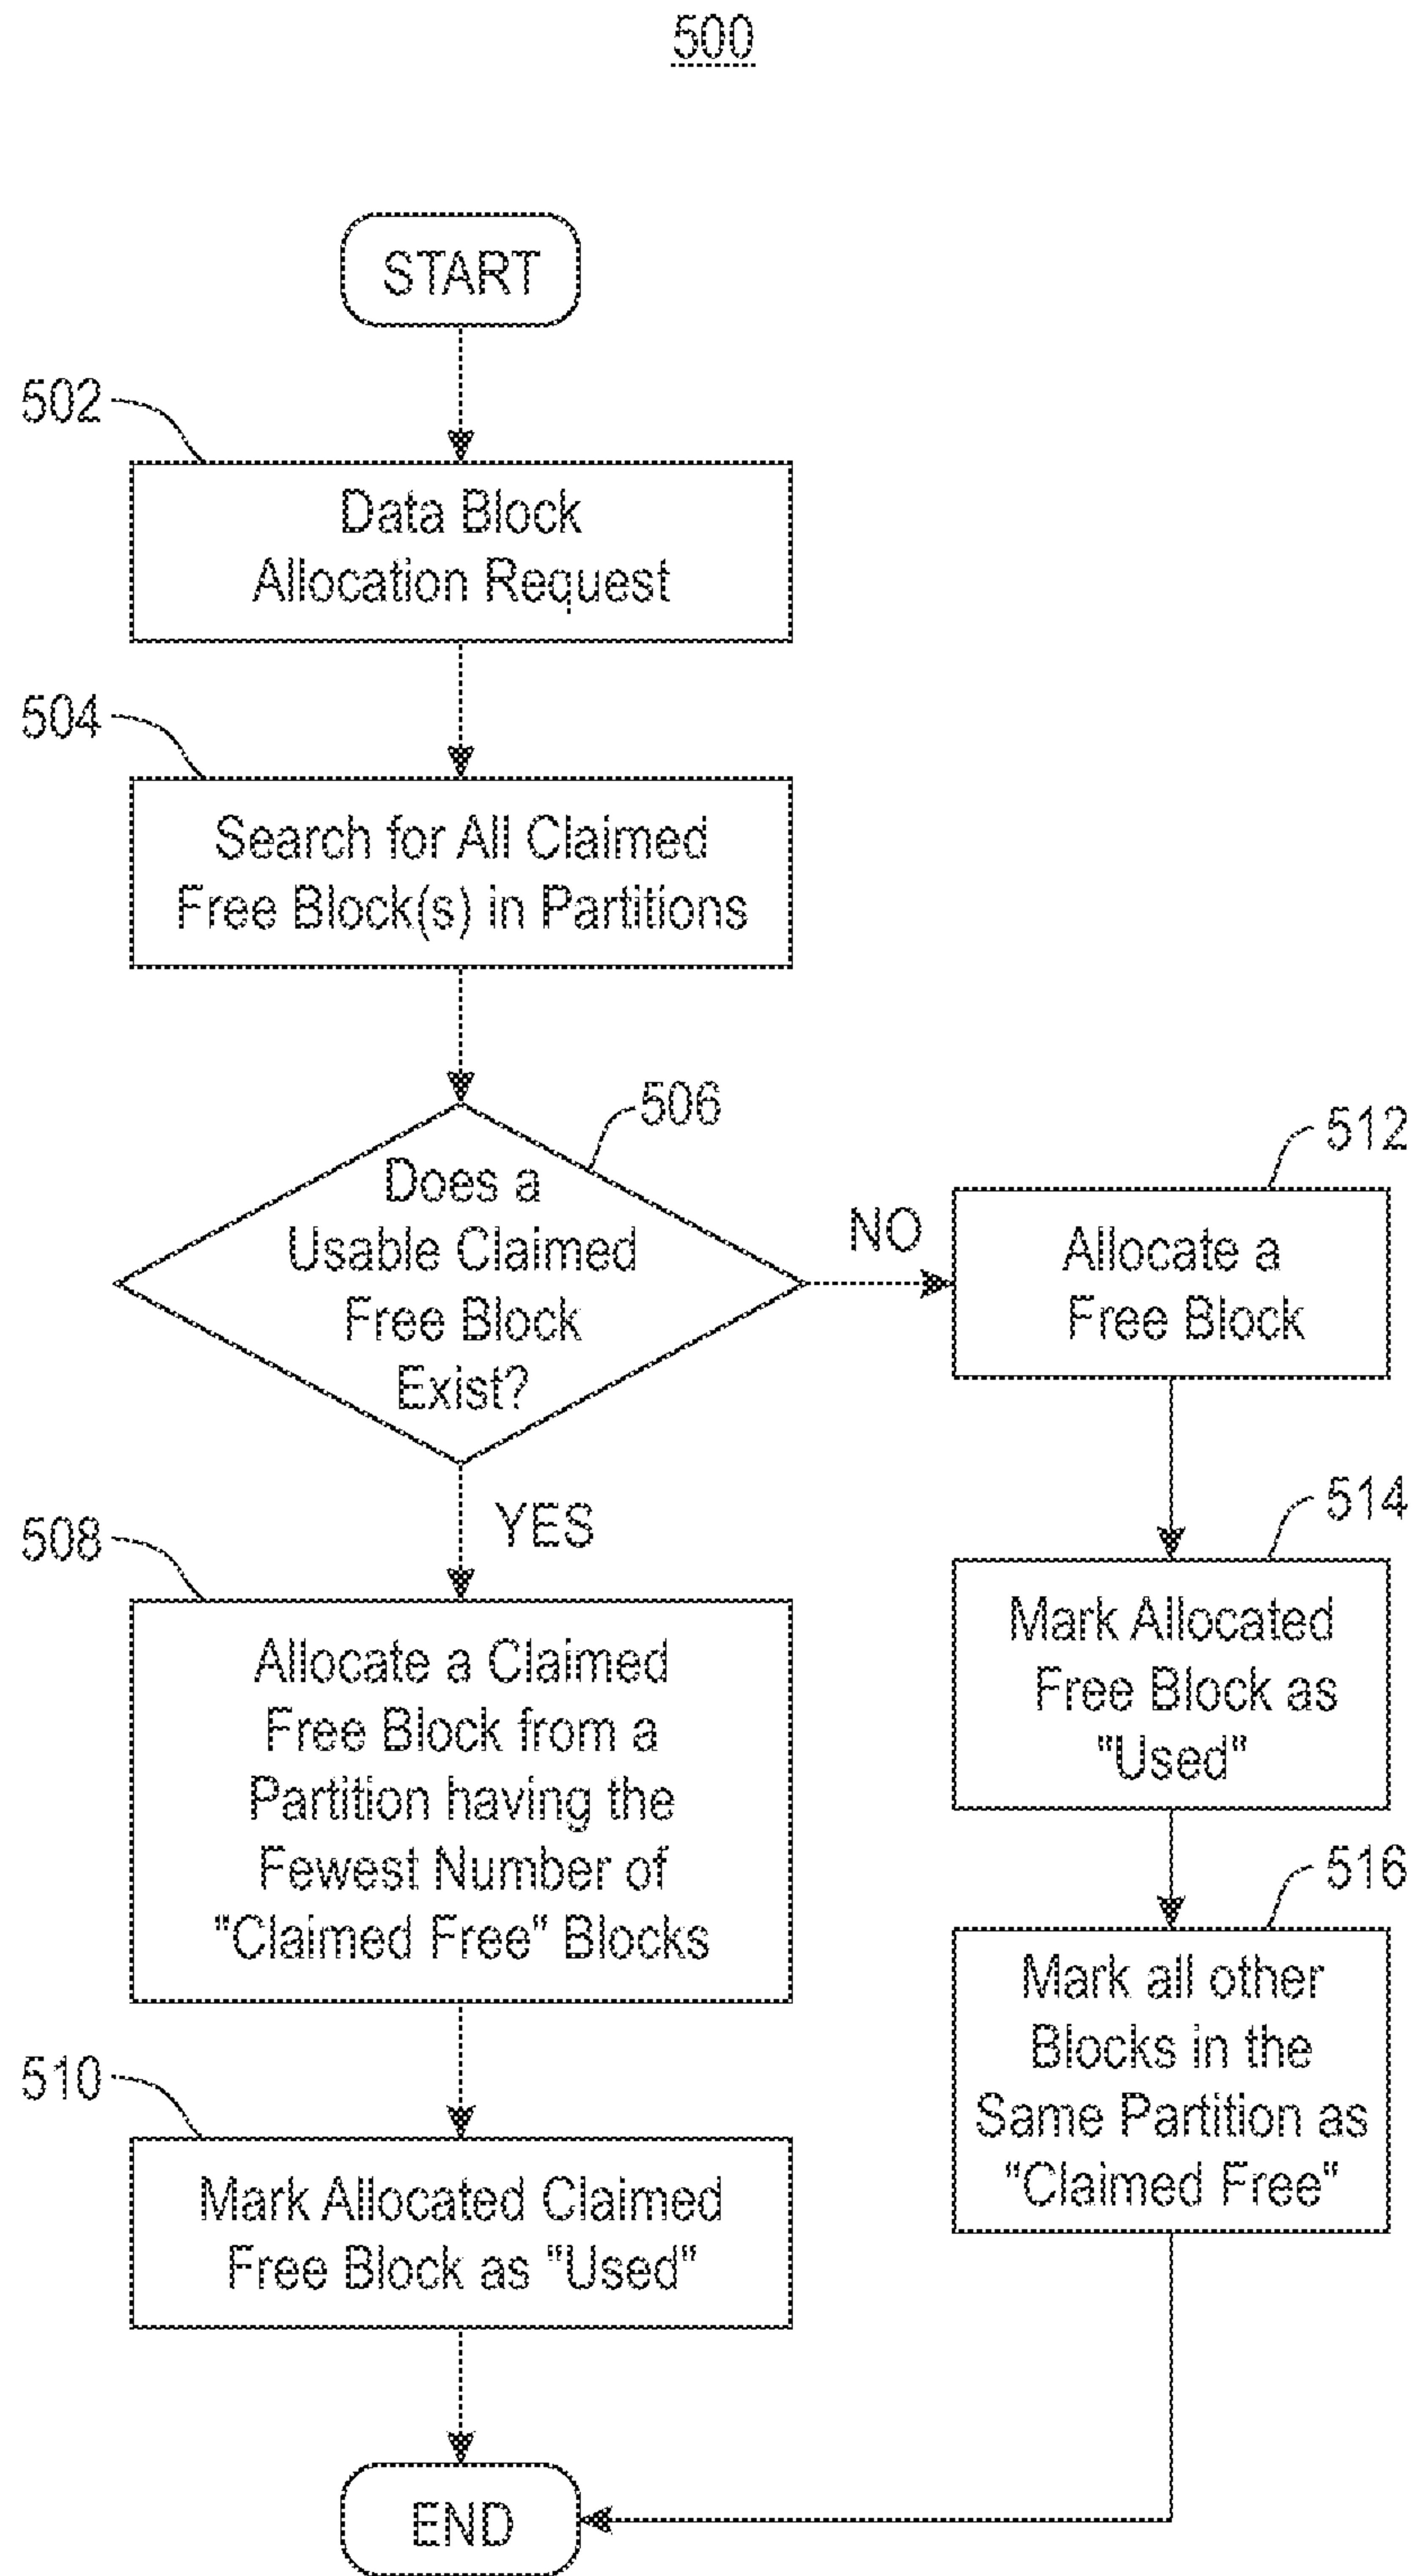 500
START
502
Data Block
Allocation Request
504
Search for All Claimed
Free Block(s) in Partitions
506
Does a
Usable Claimed
Free Block
Exist?
NO
512
Allocate a
Free Block
YES
508
Allocate a Claimed
Free Block from a
Partition having the
Fewest Number of
"Claimed Free" Blocks
514
Mark Allocated
Free Block as
"Used"
510
Mark Allocated Claimed
Free Block as "Used"
516
Mark all other
Blocks in the
Same Partition as
"Claimed Free"
END